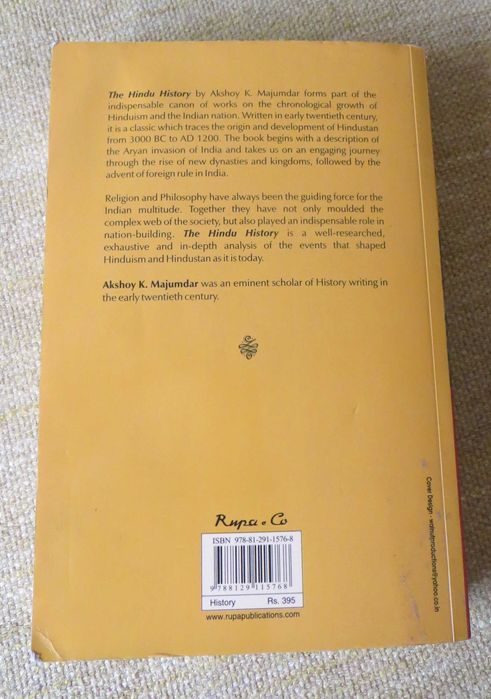 The Hindu History by Akshoy K. Majumdar forms part of the
indispensable canon of works on the chronological growth of
Hinduism and the Indian nation. Written in early twentieth century,
it is a classic which traces the origin and development of Hindustan
from 3000 BC to AD 1200. The book begins with a description of
the Aryan invasion of India and takes us on an engaging journey
through the rise of new dynasties and kingdoms, followed by the
advent of foreign rule in India.
Religion and Philosophy have always been the guiding force for the
Indian multitude. Together they have not only moulded the
complex web of the society, but also played an indispensable role in
nation-building. The Hindu History is a well-researched,
exhaustive and in-depth analysis of the events that shaped
Hinduism and Hindustan as it is today.
Akshoy K. Majumdar was an eminent scholar of History writing in
the early twentieth century.
Rupa & Co
ISBN 978-81-291-1576-8
9 788129 115768
History Rs. 395
www.rupapublications.com
Cover Design - walnutproductions@yahoo.co.in